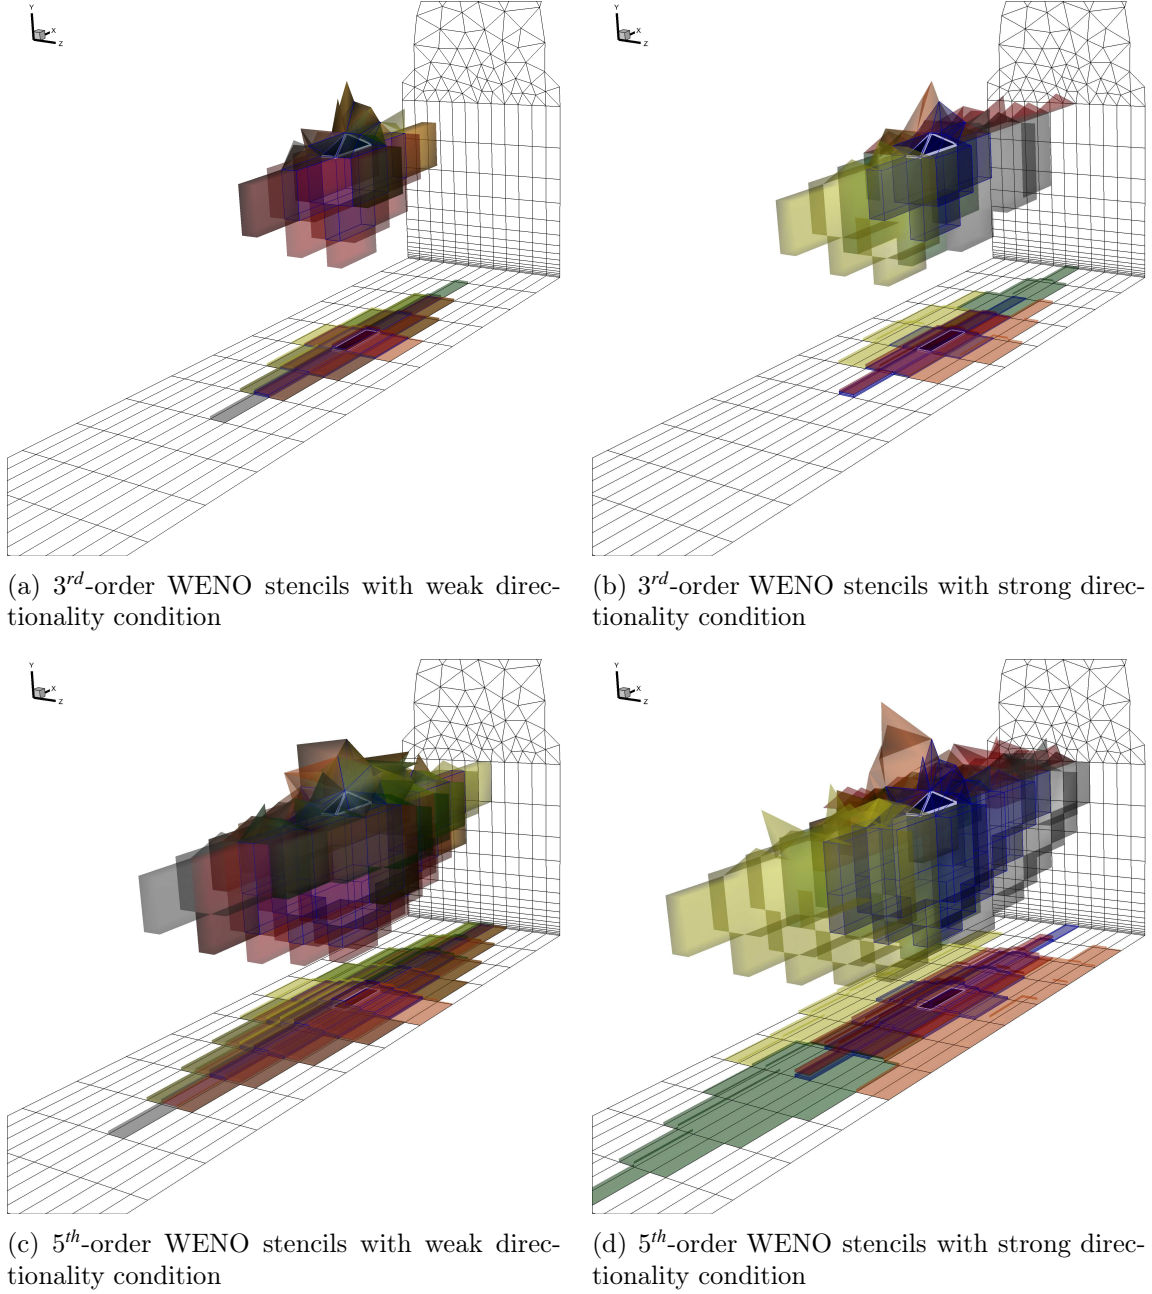 Y
X
Z
Y
X
Z
(a) 3rd-order WENO stencils with weak direc-
tionality condition
(b) 3rd-order WENO stencils with strong direc-
tionality condition
Y
X
Z
Y
X
Z
(c) 5th-order WENO stencils with weak direc-
tionality condition
(d) 5th-order WENO stencils with strong direc-
tionality condition